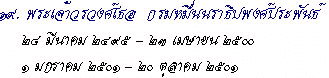 ๑๙. พระเจ้าวรวงศ์เธอ กรมหมื่นนราธิปพงศ์ประพันธ์
๒๔ มีนาคม ๒๔๙๕ - ๒๓ เมษายน ๒๕๐๐
๑ มกราคม ๒๕๐๑ - ๒๐ ตุลาคม ๒๕๐๑